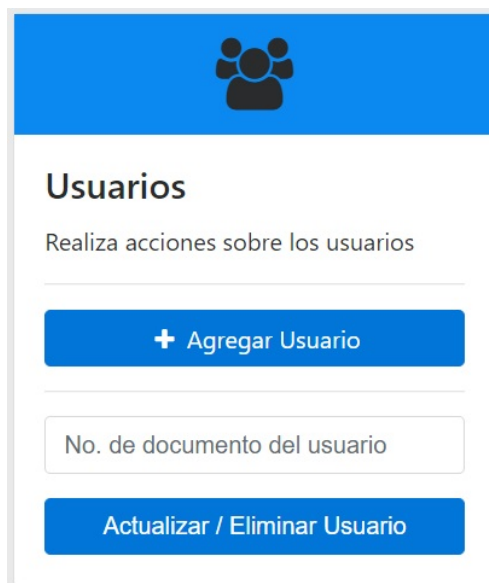 Usuarios
Realiza acciones sobre los usuarios
Agregar Usuario
No. de documento del usuario
Actualizar / Eliminar Usuario